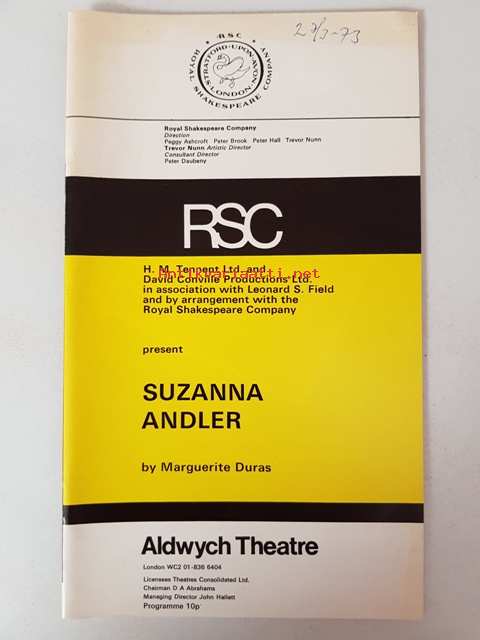 27/3-73
RSC
ROYAL SHAKESPEARE COMPANY
STRATFORD-UPON-AVON
LONDON
Royal Shakespeare Company
Direction
Peggy Ashcroft Peter Brook Peter Hall Trevor Nunn
Trevor Nunn Artistic Director
Consultant Director
Peter Daubeny
RSC
H. M. Tennent Ltd. and
antikvariaatti.net
David Conville Productions Ltd.
in association with Leonard S. Field
and by arrangement with the
Royal Shakespeare Company
present
SUZANNA
ANDLER
by Marguerite Duras
Aldwych Theatre
London WC2 01-836 6404
Licensees Theatres Consolidated Ltd.
Chairman D A Abrahams
Managing Director John Hallett
Programme 10p